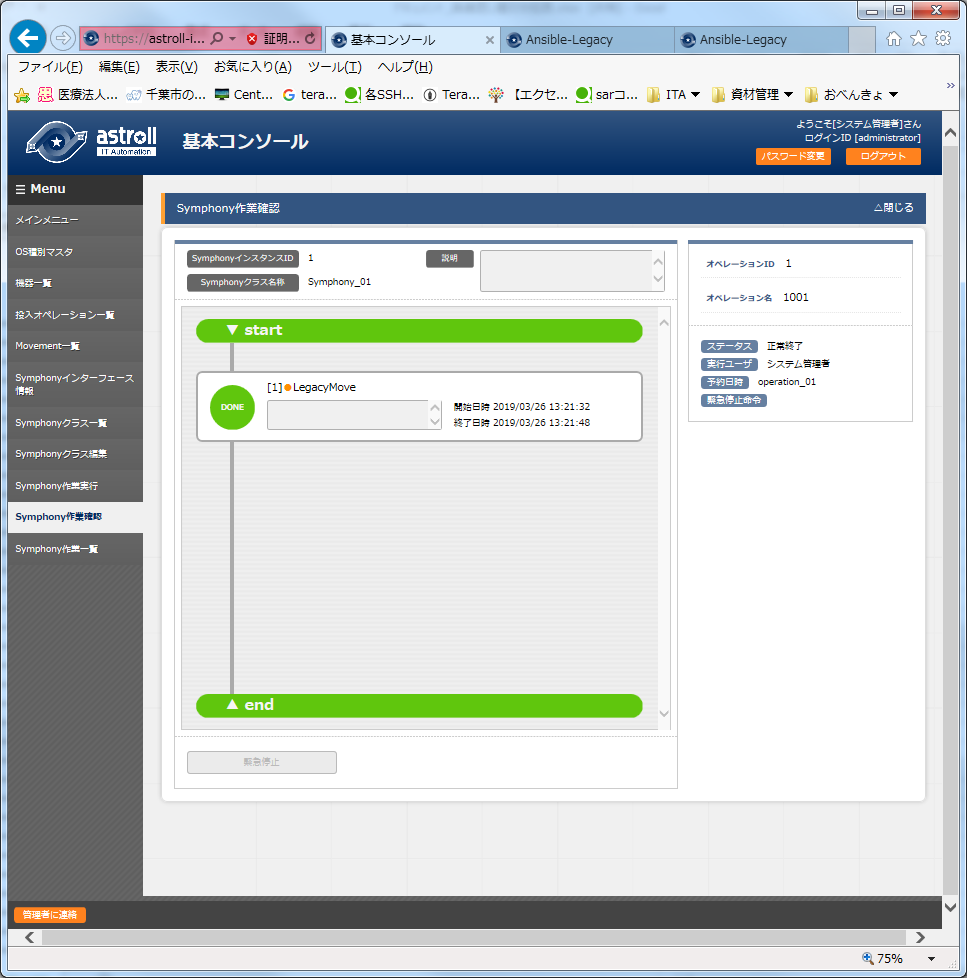 https://astroll-i...
証明...
基本コンソール
Ansible-Legacy
Ansible-Legacy
ファイル(F) 編集(E) 表示(V) お気に入り(A) ツール(T) ヘルプ(H)
医療法人... 千葉市の... Cent... tera... 各SSH... Tera... 【エクセ... sarコ... ITA 資材管理 おべんきょ
astroll
IT Automation
基本コンソール
ようこそ[システム管理者]さん
ログインID [administrator]
パスワード変更 ログアウト
Menu
メインメニュー
OS種別マスタ
機器一覧
投入オペレーション一覧
Movement一覧
Symphonyインターフェース
情報
Symphonyクラス一覧
Symphonyクラス編集
Symphony作業実行
Symphony作業確認
Symphony作業一覧
Symphony作業確認
△閉じる
SymphonyインスタンスID 1 説明
Symphonyクラス名称 Symphony_01
▼ start
DONE
[1]●LegacyMove
開始日時 2019/03/26 13:21:32
終了日時 2019/03/26 13:21:48
▲ end
緊急停止
オペレーションID 1
オペレーション名 1001
ステータス 正常終了
実行ユーザ システム管理者
予約日時 operation_01
緊急停止命令
管理者に連絡
75%